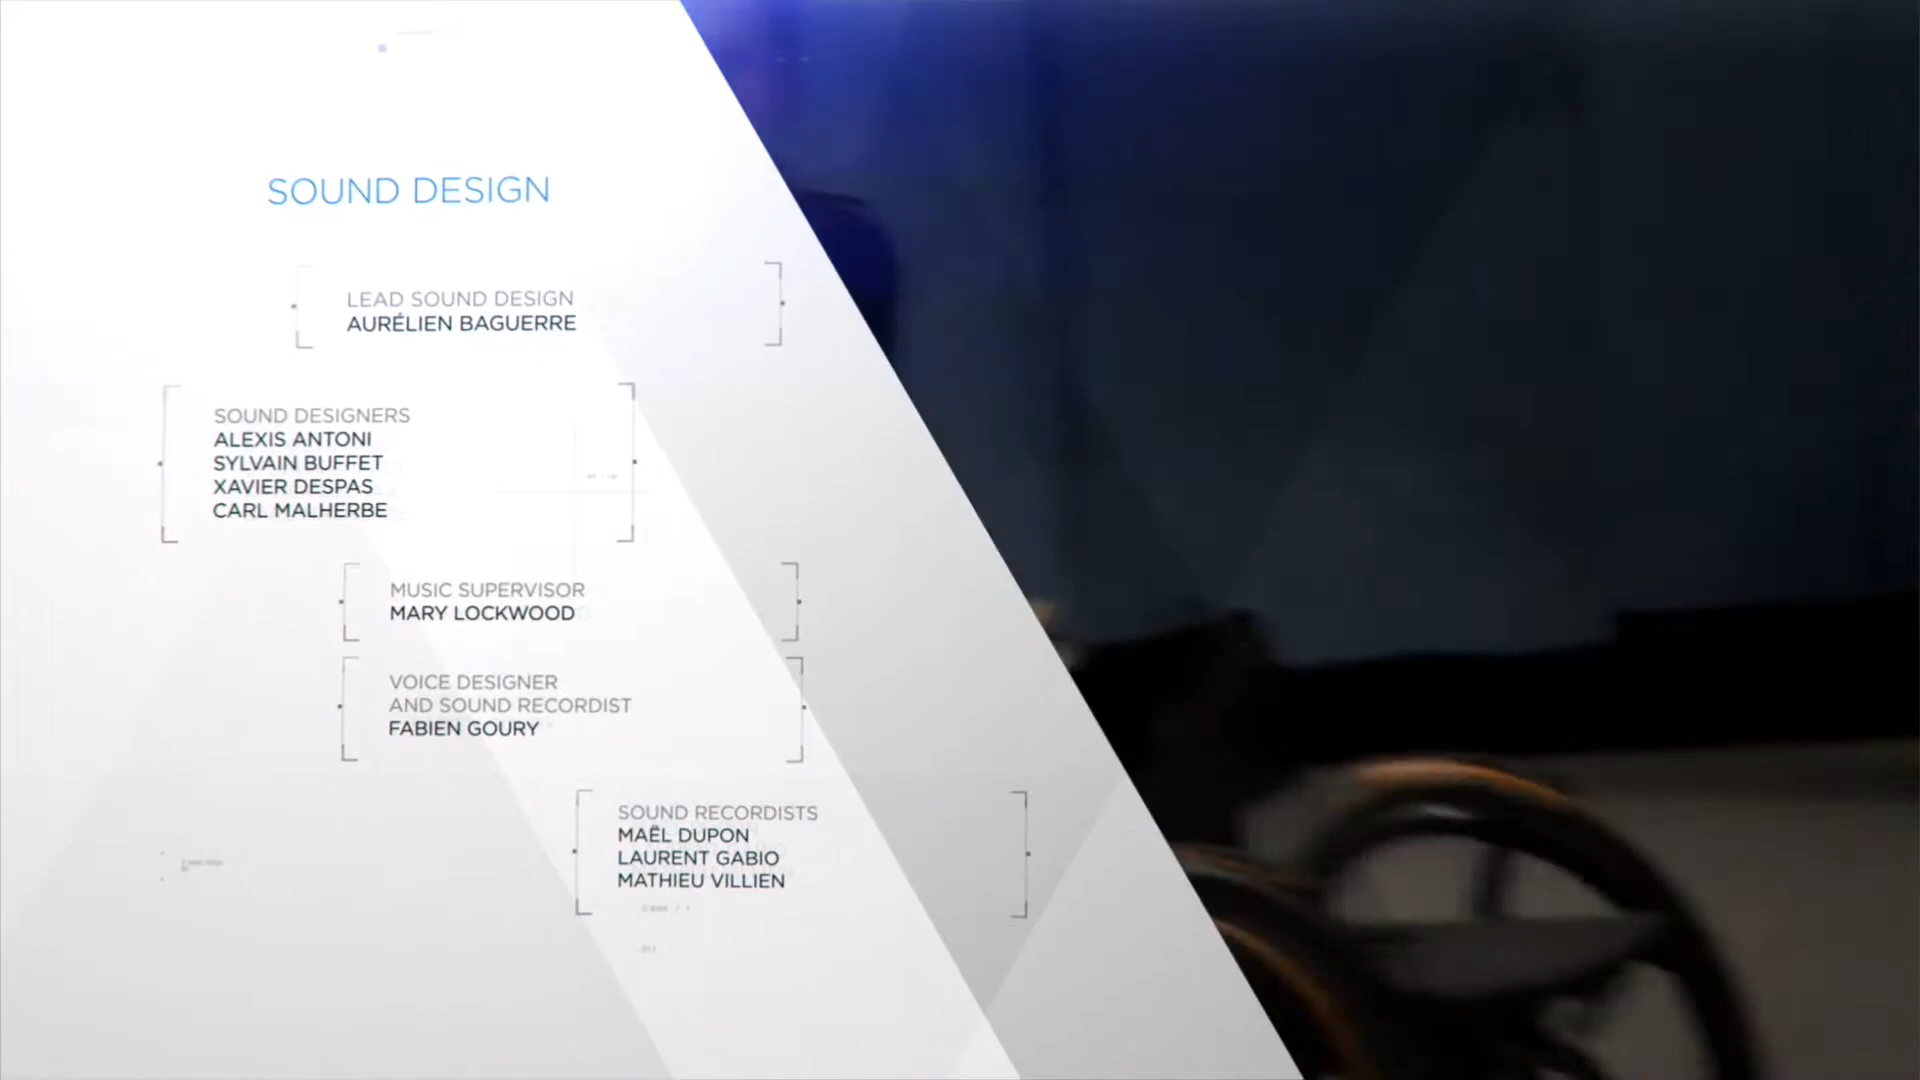 SOUND DESIGN
LEAD SOUND DESIGN
AURÉLIEN BAGUERRE
SOUND DESIGNERS
ALEXIS ANTONI
SYLVAIN BUFFET
XAVIER DESPAS
CARL MALHERBE
MUSIC SUPERVISOR
MARY LOCKWOOD
VOICE DESIGNER
AND SOUND RECORDIST
FABIEN GOURY
SOUND RECORDISTS
MAËL DUPON
LAURENT GABIO
MATHIEU VILLIEN